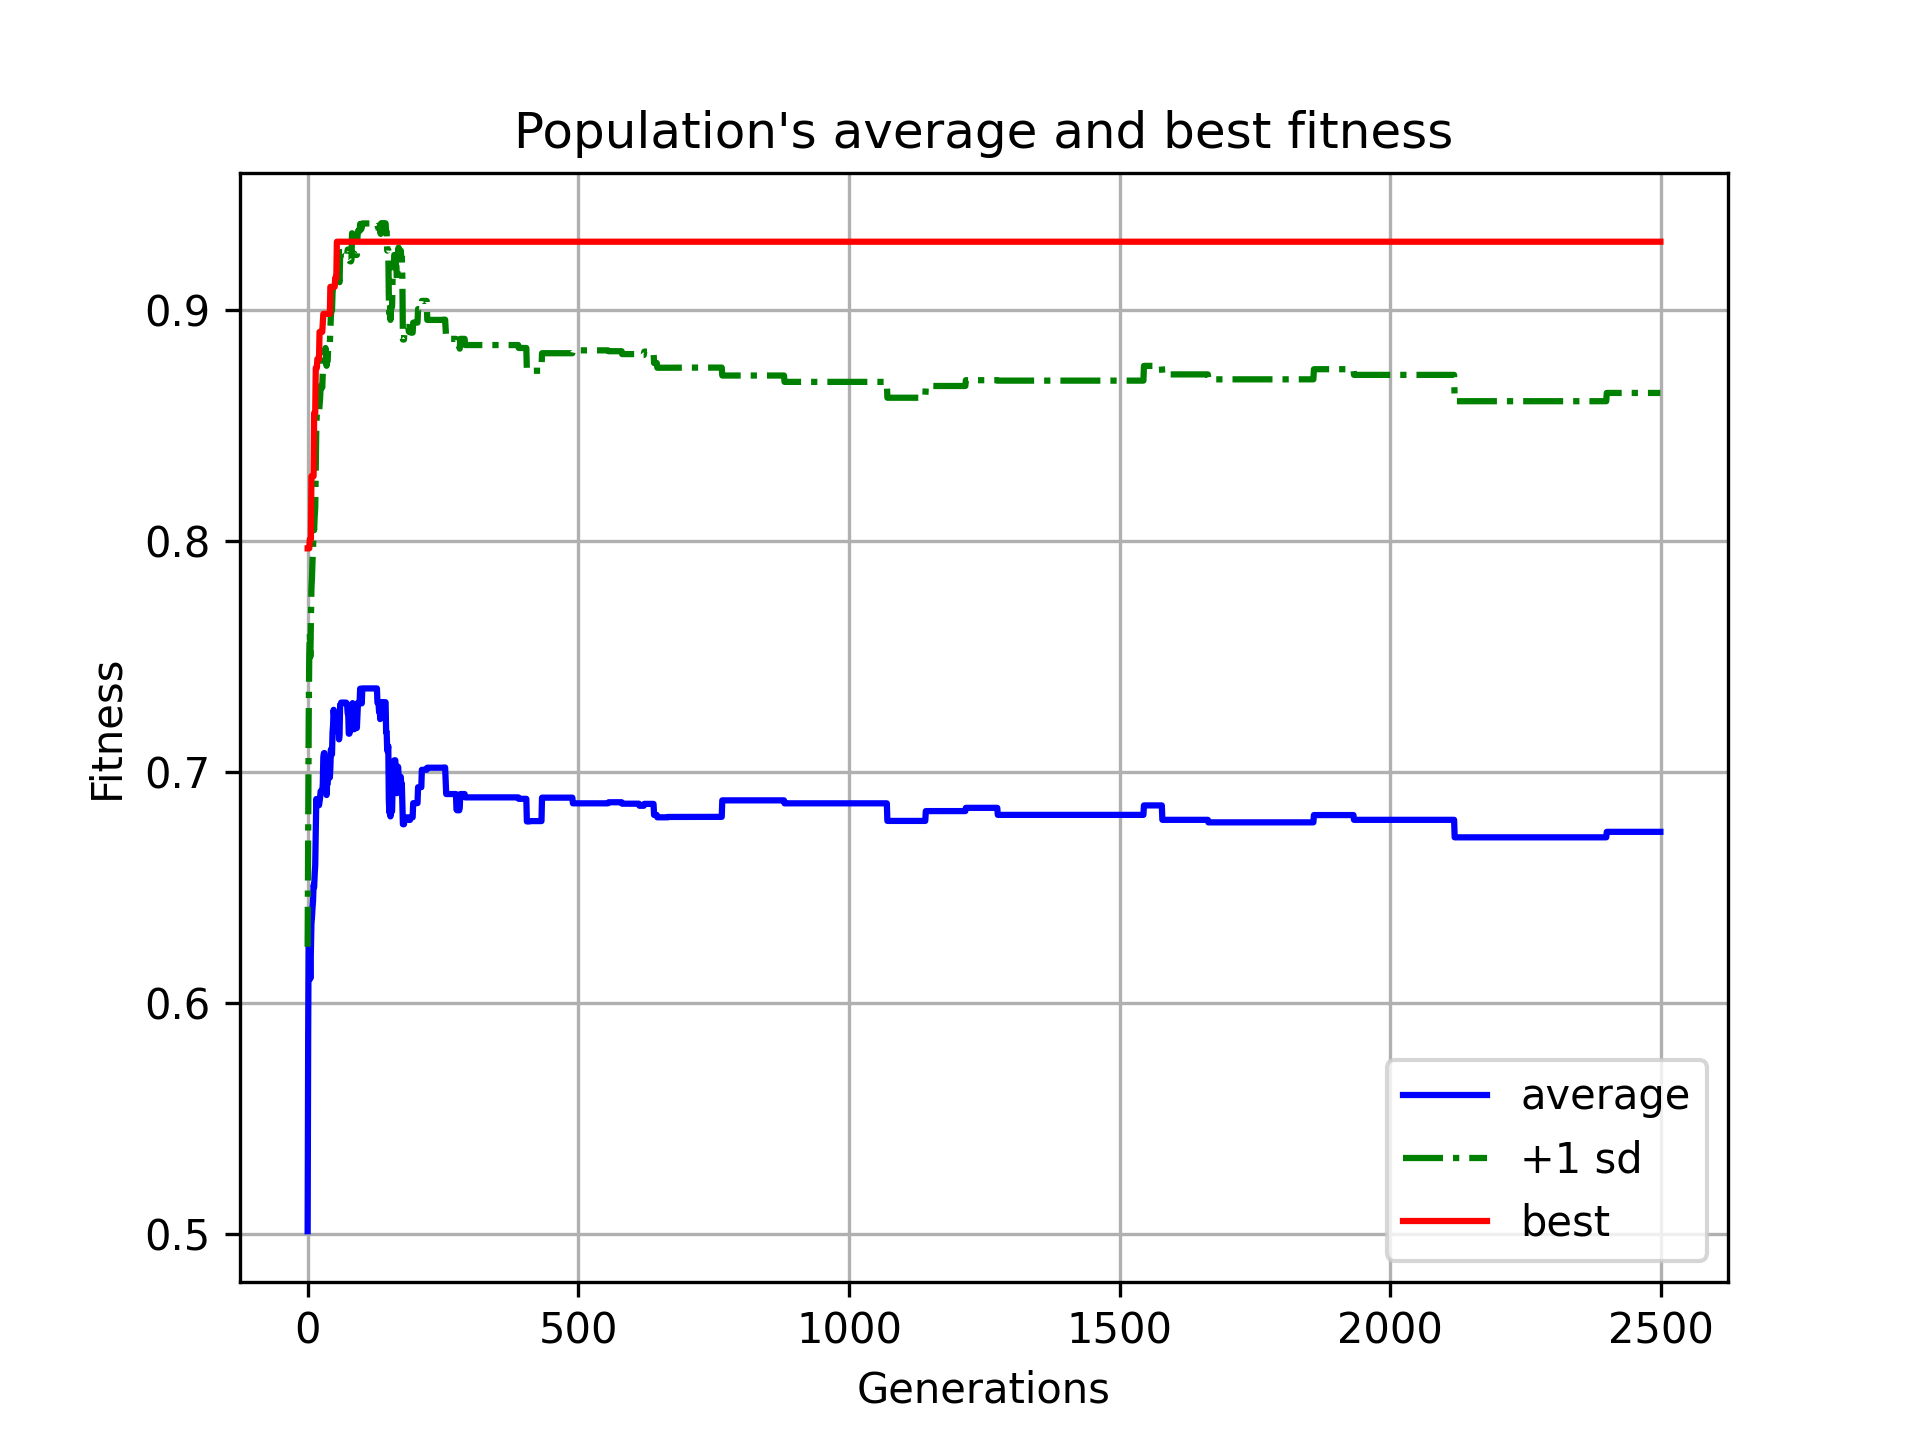 Population's average and best fitness
Fitness
0.9
0.8
0.7
0.6
0.5
0 500 1000 1500 2000 2500
Generations
average
+1 sd
best